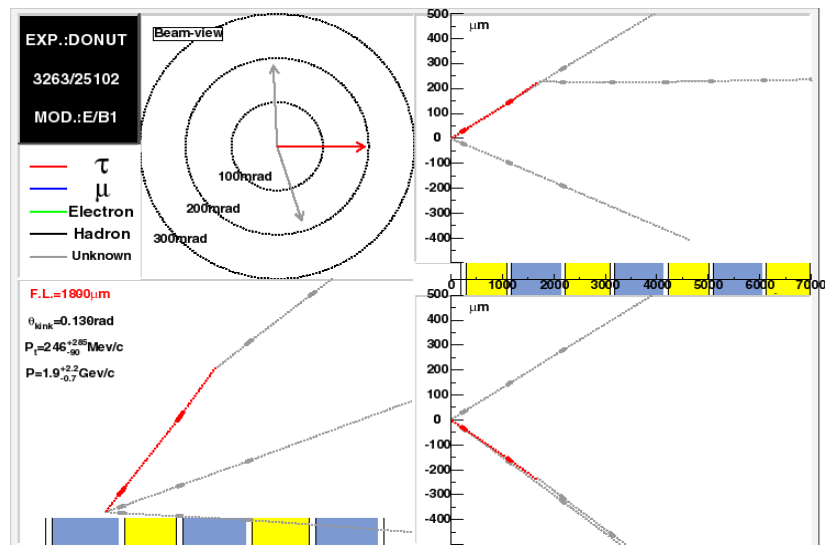 EXP.:DONUT
3263/25102
MOD.:E/B1
τ
μ
Electron
Hadron
Unknown
Beam-view
100mrad
200mrad
300mrad
500
μm
400
300
200
100
0
-100
-200
-300
-400
0 1000 2000 3000 4000 5000 6000 7000
F.L.=1800μm
θkink=0.130rad
Pt=246+285-90Mev/c
P=1.9+2.2-0.7Gev/c
500
μm
400
300
200
100
0
-100
-200
-300
-400